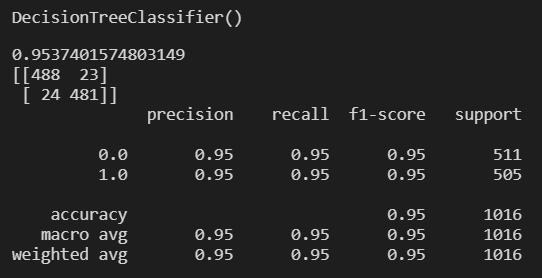 DecisionTreeClassifier()
0.9537401574803149
[[488  23]
 [ 24 481]]
precision    recall  f1-score   support
0.0       0.95      0.95      0.95       511
1.0       0.95      0.95      0.95       505
accuracy                           0.95      1016
macro avg       0.95      0.95      0.95      1016
weighted avg       0.95      0.95      0.95      1016